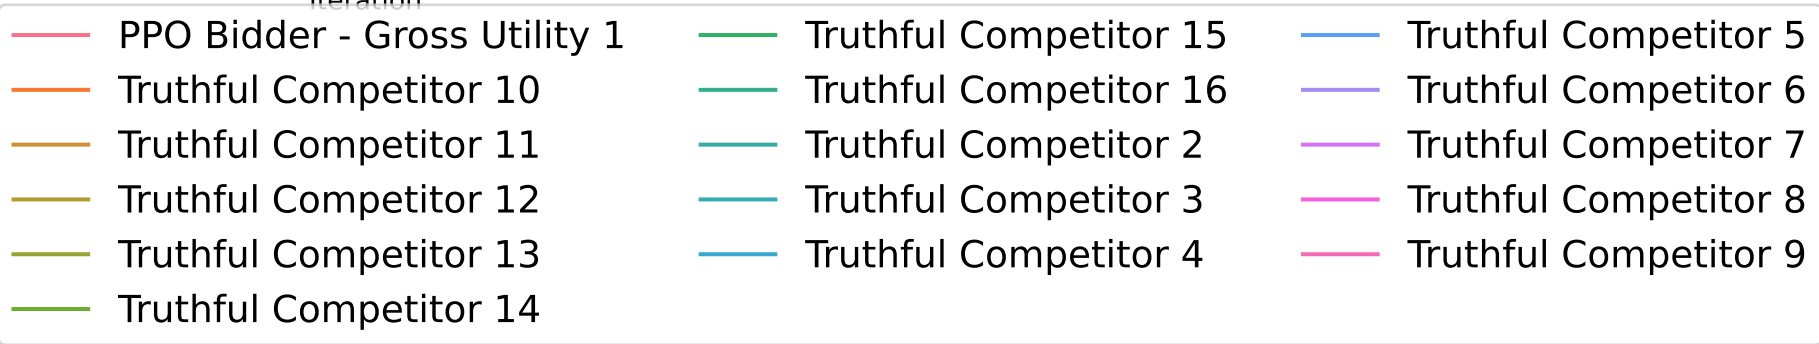 Iteration
PPO Bidder - Gross Utility 1
Truthful Competitor 10
Truthful Competitor 11
Truthful Competitor 12
Truthful Competitor 13
Truthful Competitor 14
Truthful Competitor 15
Truthful Competitor 16
Truthful Competitor 2
Truthful Competitor 3
Truthful Competitor 4
Truthful Competitor 5
Truthful Competitor 6
Truthful Competitor 7
Truthful Competitor 8
Truthful Competitor 9